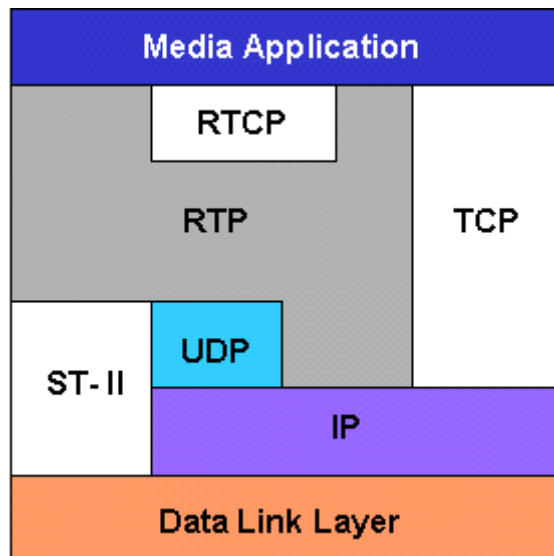 Media Application
RTCP
RTP
TCP
UDP
ST- II
IP
Data Link Layer